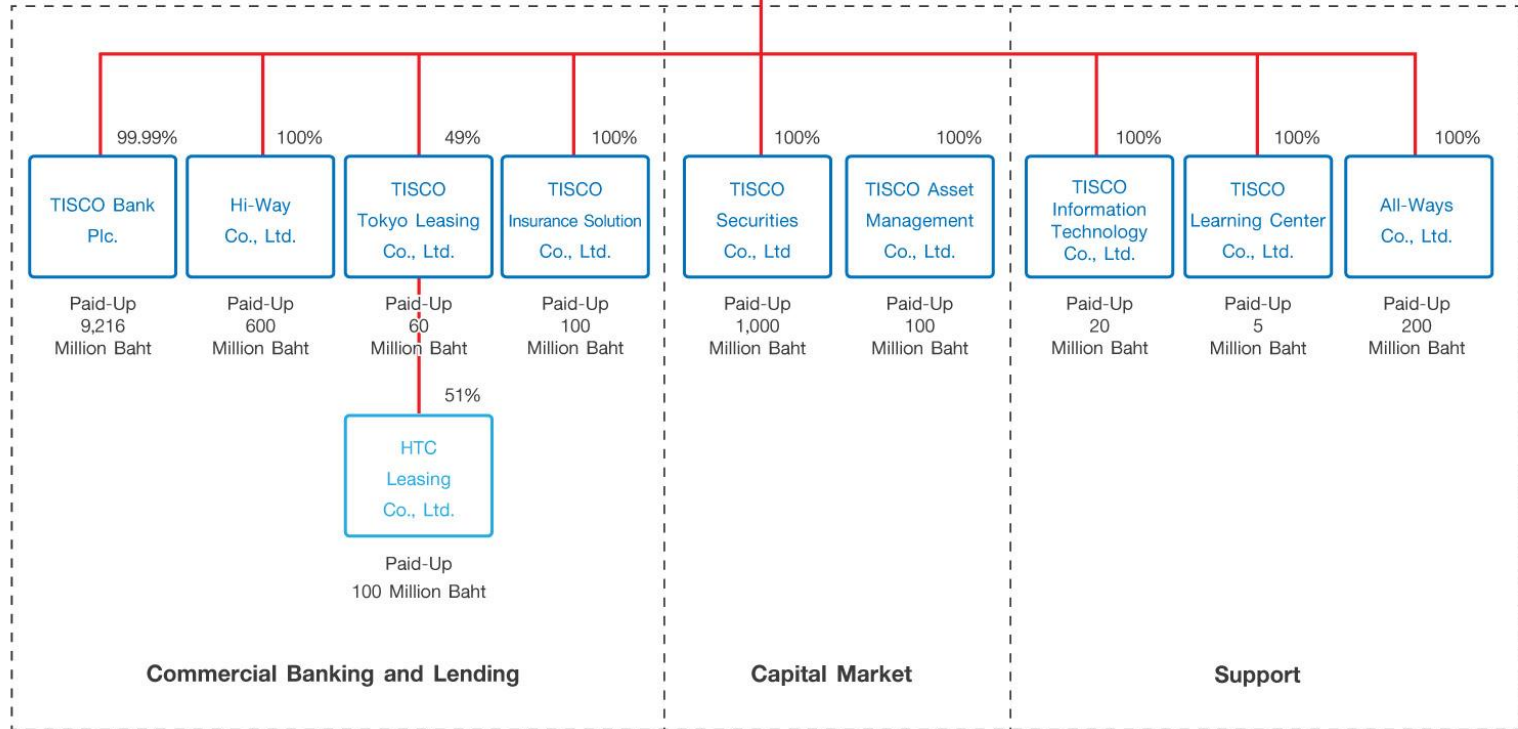 99.99%
TISCO Bank
Plc.
Paid-Up
9,216
Million Baht
100%
Hi-Way
Co., Ltd.
Paid-Up
600
Million Baht
49%
TISCO
Tokyo Leasing
Co., Ltd.
Paid-Up
60
Million Baht
51%
HTC
Leasing
Co., Ltd.
Paid-Up
100 Million Baht
100%
TISCO
Insurance Solution
Co., Ltd.
Paid-Up
100
Million Baht
Commercial Banking and Lending
100%
TISCO
Securities
Co., Ltd
Paid-Up
1,000
Million Baht
100%
TISCO Asset
Management
Co., Ltd.
Paid-Up
100
Million Baht
Capital Market
100%
TISCO
Information
Technology
Co., Ltd.
Paid-Up
20
Million Baht
100%
TISCO
Learning Center
Co., Ltd.
Paid-Up
5
Million Baht
100%
All-Ways
Co., Ltd.
Paid-Up
200
Million Baht
Support